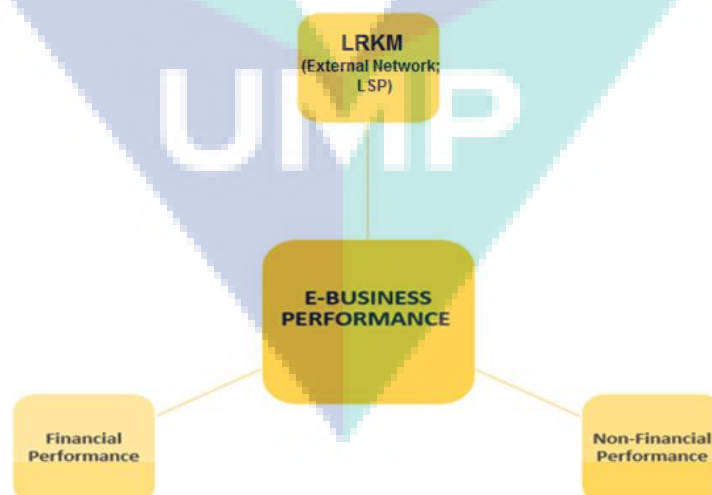 LRKM
(External Network;
LSP)
UMP
E-BUSINESS
PERFORMANCE
Financial
Performance
Non-Financial
Performance